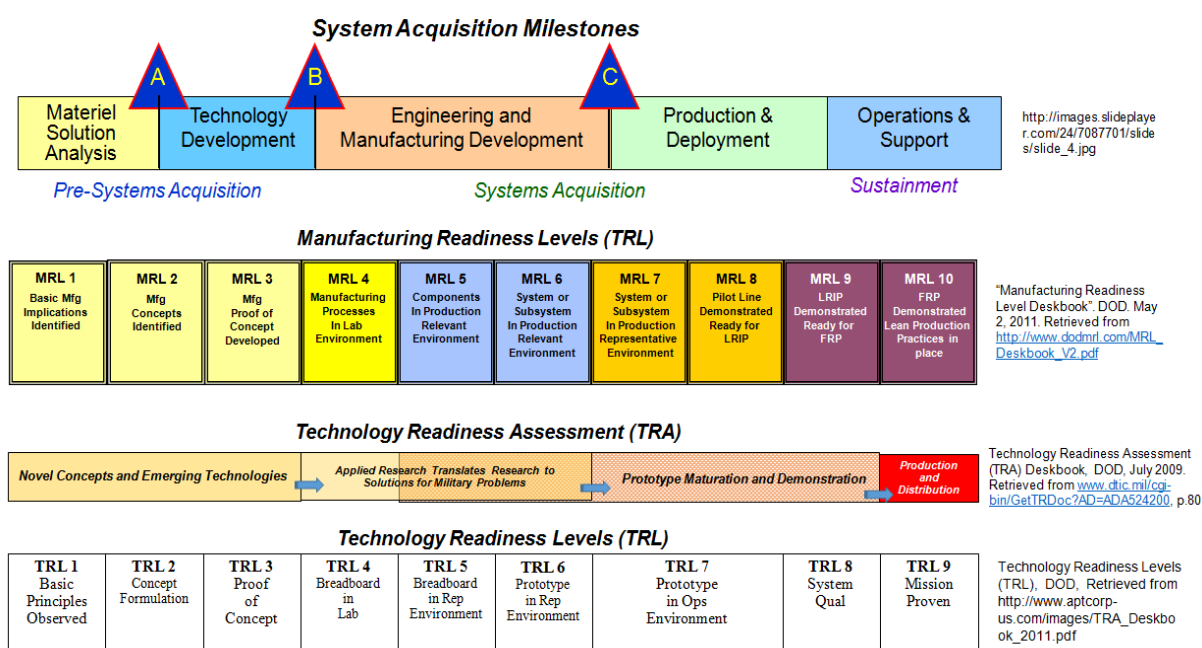 System Acquisition Milestones
A
B
C
Materiel
Solution
Analysis
Technology
Development
Engineering and
Manufacturing Development
Production &
Deployment
Operations &
Support
http://images.slideplaye
r.com/24/7087701/slide
s/slide_4.jpg
Pre-Systems Acquisition
Systems Acquisition
Sustainment
Manufacturing Readiness Levels (TRL)
MRL 1
Basic Mfg
Implications
Identified
MRL 2
Mfg
Concepts
Identified
MRL 3
Mfg
Proof of
Concept
Developed
MRL 4
Manufacturing
Processes
In Lab
Environment
MRL 5
Components
In Production
Relevant
Environment
MRL 6
System or
Subsystem
In Production
Relevant
Environment
MRL 7
System or
Subsystem
In Production
Representative
Environment
MRL 8
Pilot Line
Demonstrated
Ready for
LRIP
MRL 9
LRIP
Demonstrated
Ready for
FRP
MRL 10
FRP
Demonstrated
Lean Production
Practices in
place
“Manufacturing Readiness
Level Deskbook”. DOD. May
2, 2011. Retrieved from
http://www.dodmrl.com/MRL_
Deskbook_V2.pdf
Technology Readiness Assessment (TRA)
Novel Concepts and Emerging Technologies
Applied Research Translates Research to
Solutions for Military Problems
Prototype Maturation and Demonstration
Production
and
Distribution
Technology Readiness Assessment
(TRA) Deskbook, DOD, July 2009.
Retrieved from www.dtic.mil/cgi-
bin/GetTRDoc?AD=ADA524200, p.80
Technology Readiness Levels (TRL)
TRL 1
Basic
Principles
Observed
TRL 2
Concept
Formulation
TRL 3
Proof
of
Concept
TRL 4
Breadboard
in
Lab
TRL 5
Breadboard
in Rep
Environment
TRL 6
Prototype
in Rep
Environment
TRL 7
Prototype
in Ops
Environment
TRL 8
System
Qual
TRL 9
Mission
Proven
Technology Readiness Levels
(TRL), DOD, Retrieved from
http://www.aptcorp-
us.com/images/TRA_Deskbo
ok_2011.pdf